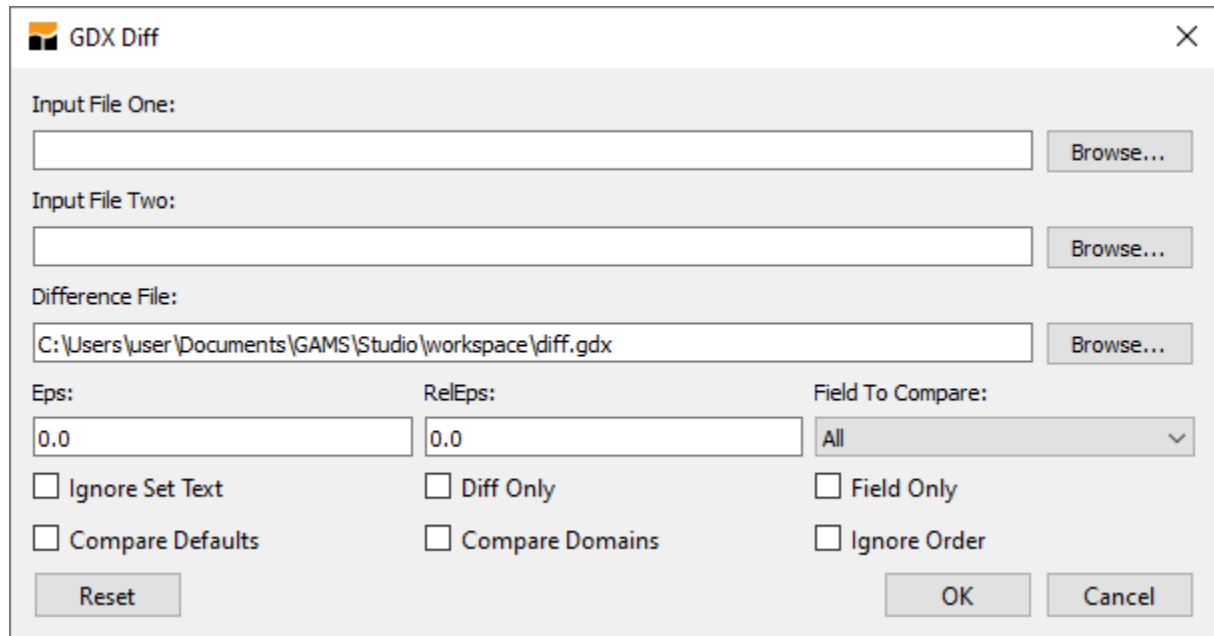 GDX Diff
Input File One:
Browse...
Input File Two:
Browse...
Difference File:
C:\Users\user\Documents\GAMS\Studio\workspace\diff.gdx Browse...
Eps: RelEps: Field To Compare:
0.0 0.0 All
Ignore Set Text Diff Only Field Only
Compare Defaults Compare Domains Ignore Order
Reset OK Cancel